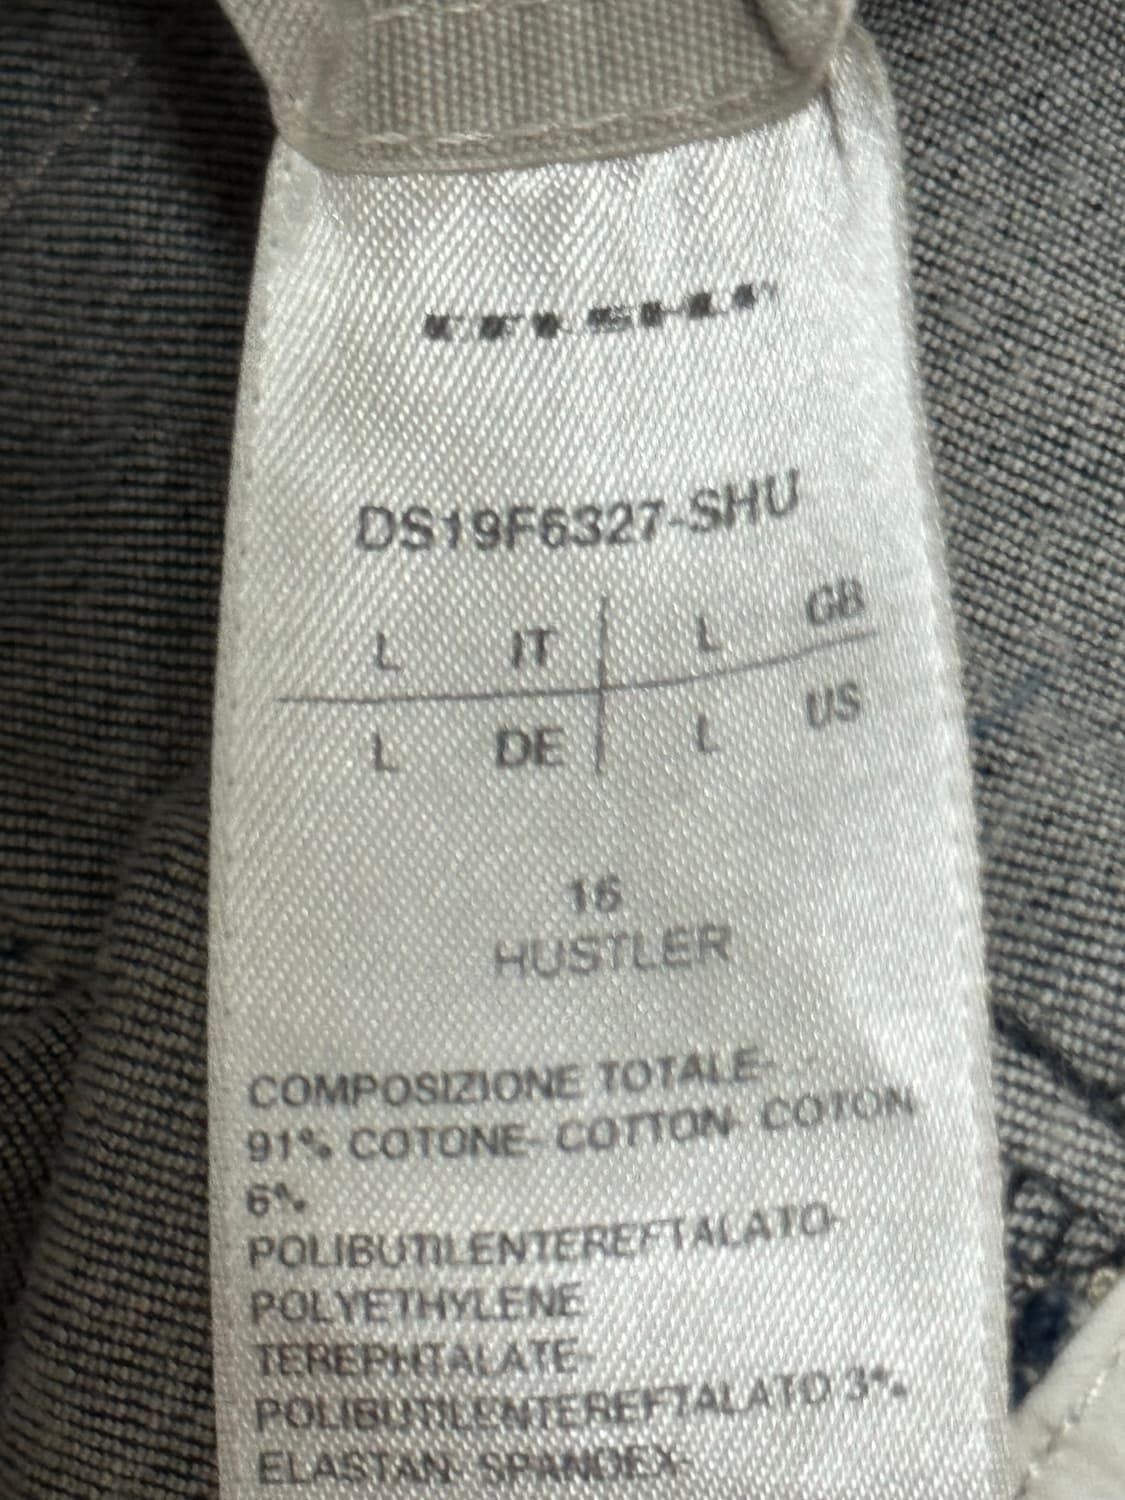 DS19F6327-SHU
L IT L GB
L DE L US
16
HUSTLER
COMPOSIZIONE TOTALE-
91% COTONE- COTTON- COTON
6%
POLIBUTILENTEREFTALATO-
POLYETHYLENE
TEREPHTALATE-
POLIBUTILENTEREFTALATO 3%
ELASTAN- SPANDEX-